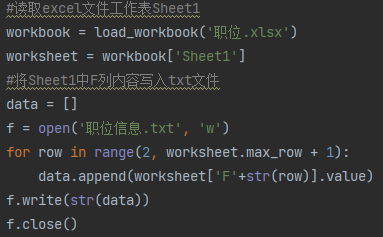 #读取excel文件工作表Sheet1
workbook = load_workbook('职位.xlsx')
worksheet = workbook['Sheet1']
#将Sheet1中F列内容写入txt文件
data = []
f = open('职位信息.txt', 'w')
for row in range(2, worksheet.max_row + 1):
    data.append(worksheet['F'+str(row)].value)
f.write(str(data))
f.close()